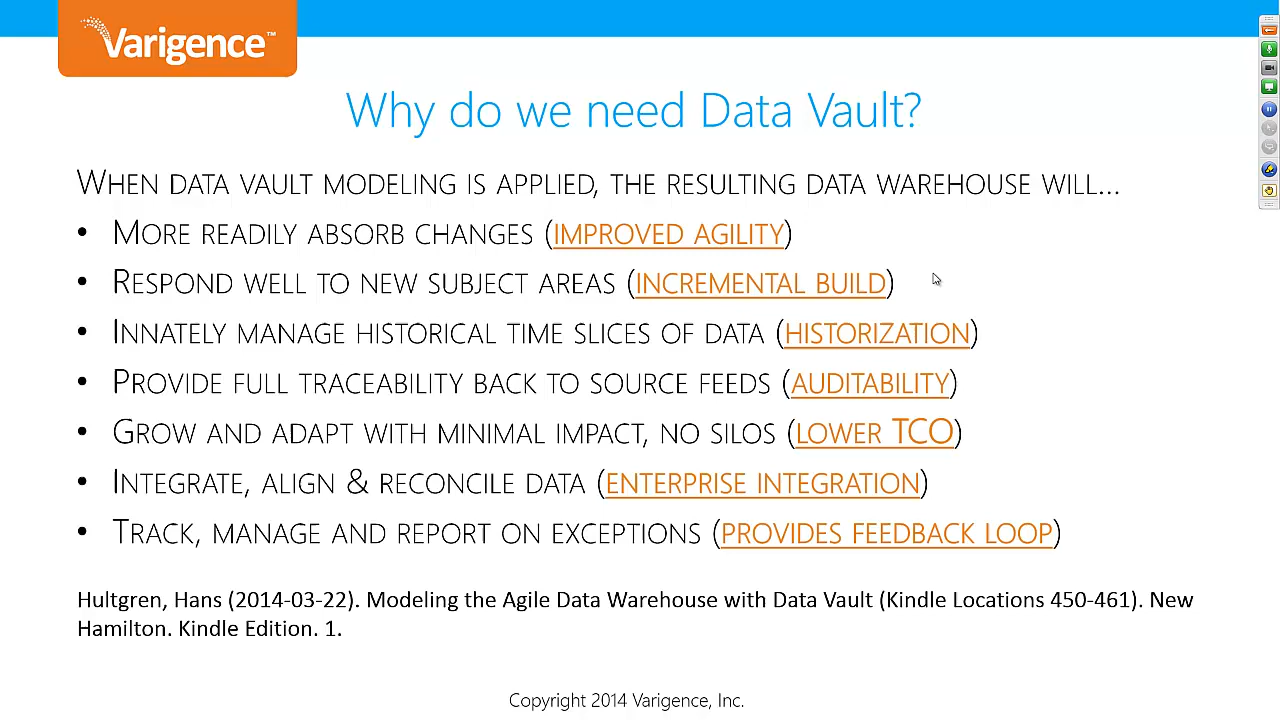 Varigence™
Why do we need Data Vault?
When data vault modeling is applied, the resulting data warehouse will…
• More readily absorb changes (improved agility)
• Respond well to new subject areas (incremental build)
• Innately manage historical time slices of data (historization)
• Provide full traceability back to source feeds (auditability)
• Grow and adapt with minimal impact, no silos (lower TCO)
• Integrate, align & reconcile data (enterprise integration)
• Track, manage and report on exceptions (provides feedback loop)
Hultgren, Hans (2014-03-22). Modeling the Agile Data Warehouse with Data Vault (Kindle Locations 450-461). New
Hamilton. Kindle Edition. 1.
Copyright 2014 Varigence, Inc.